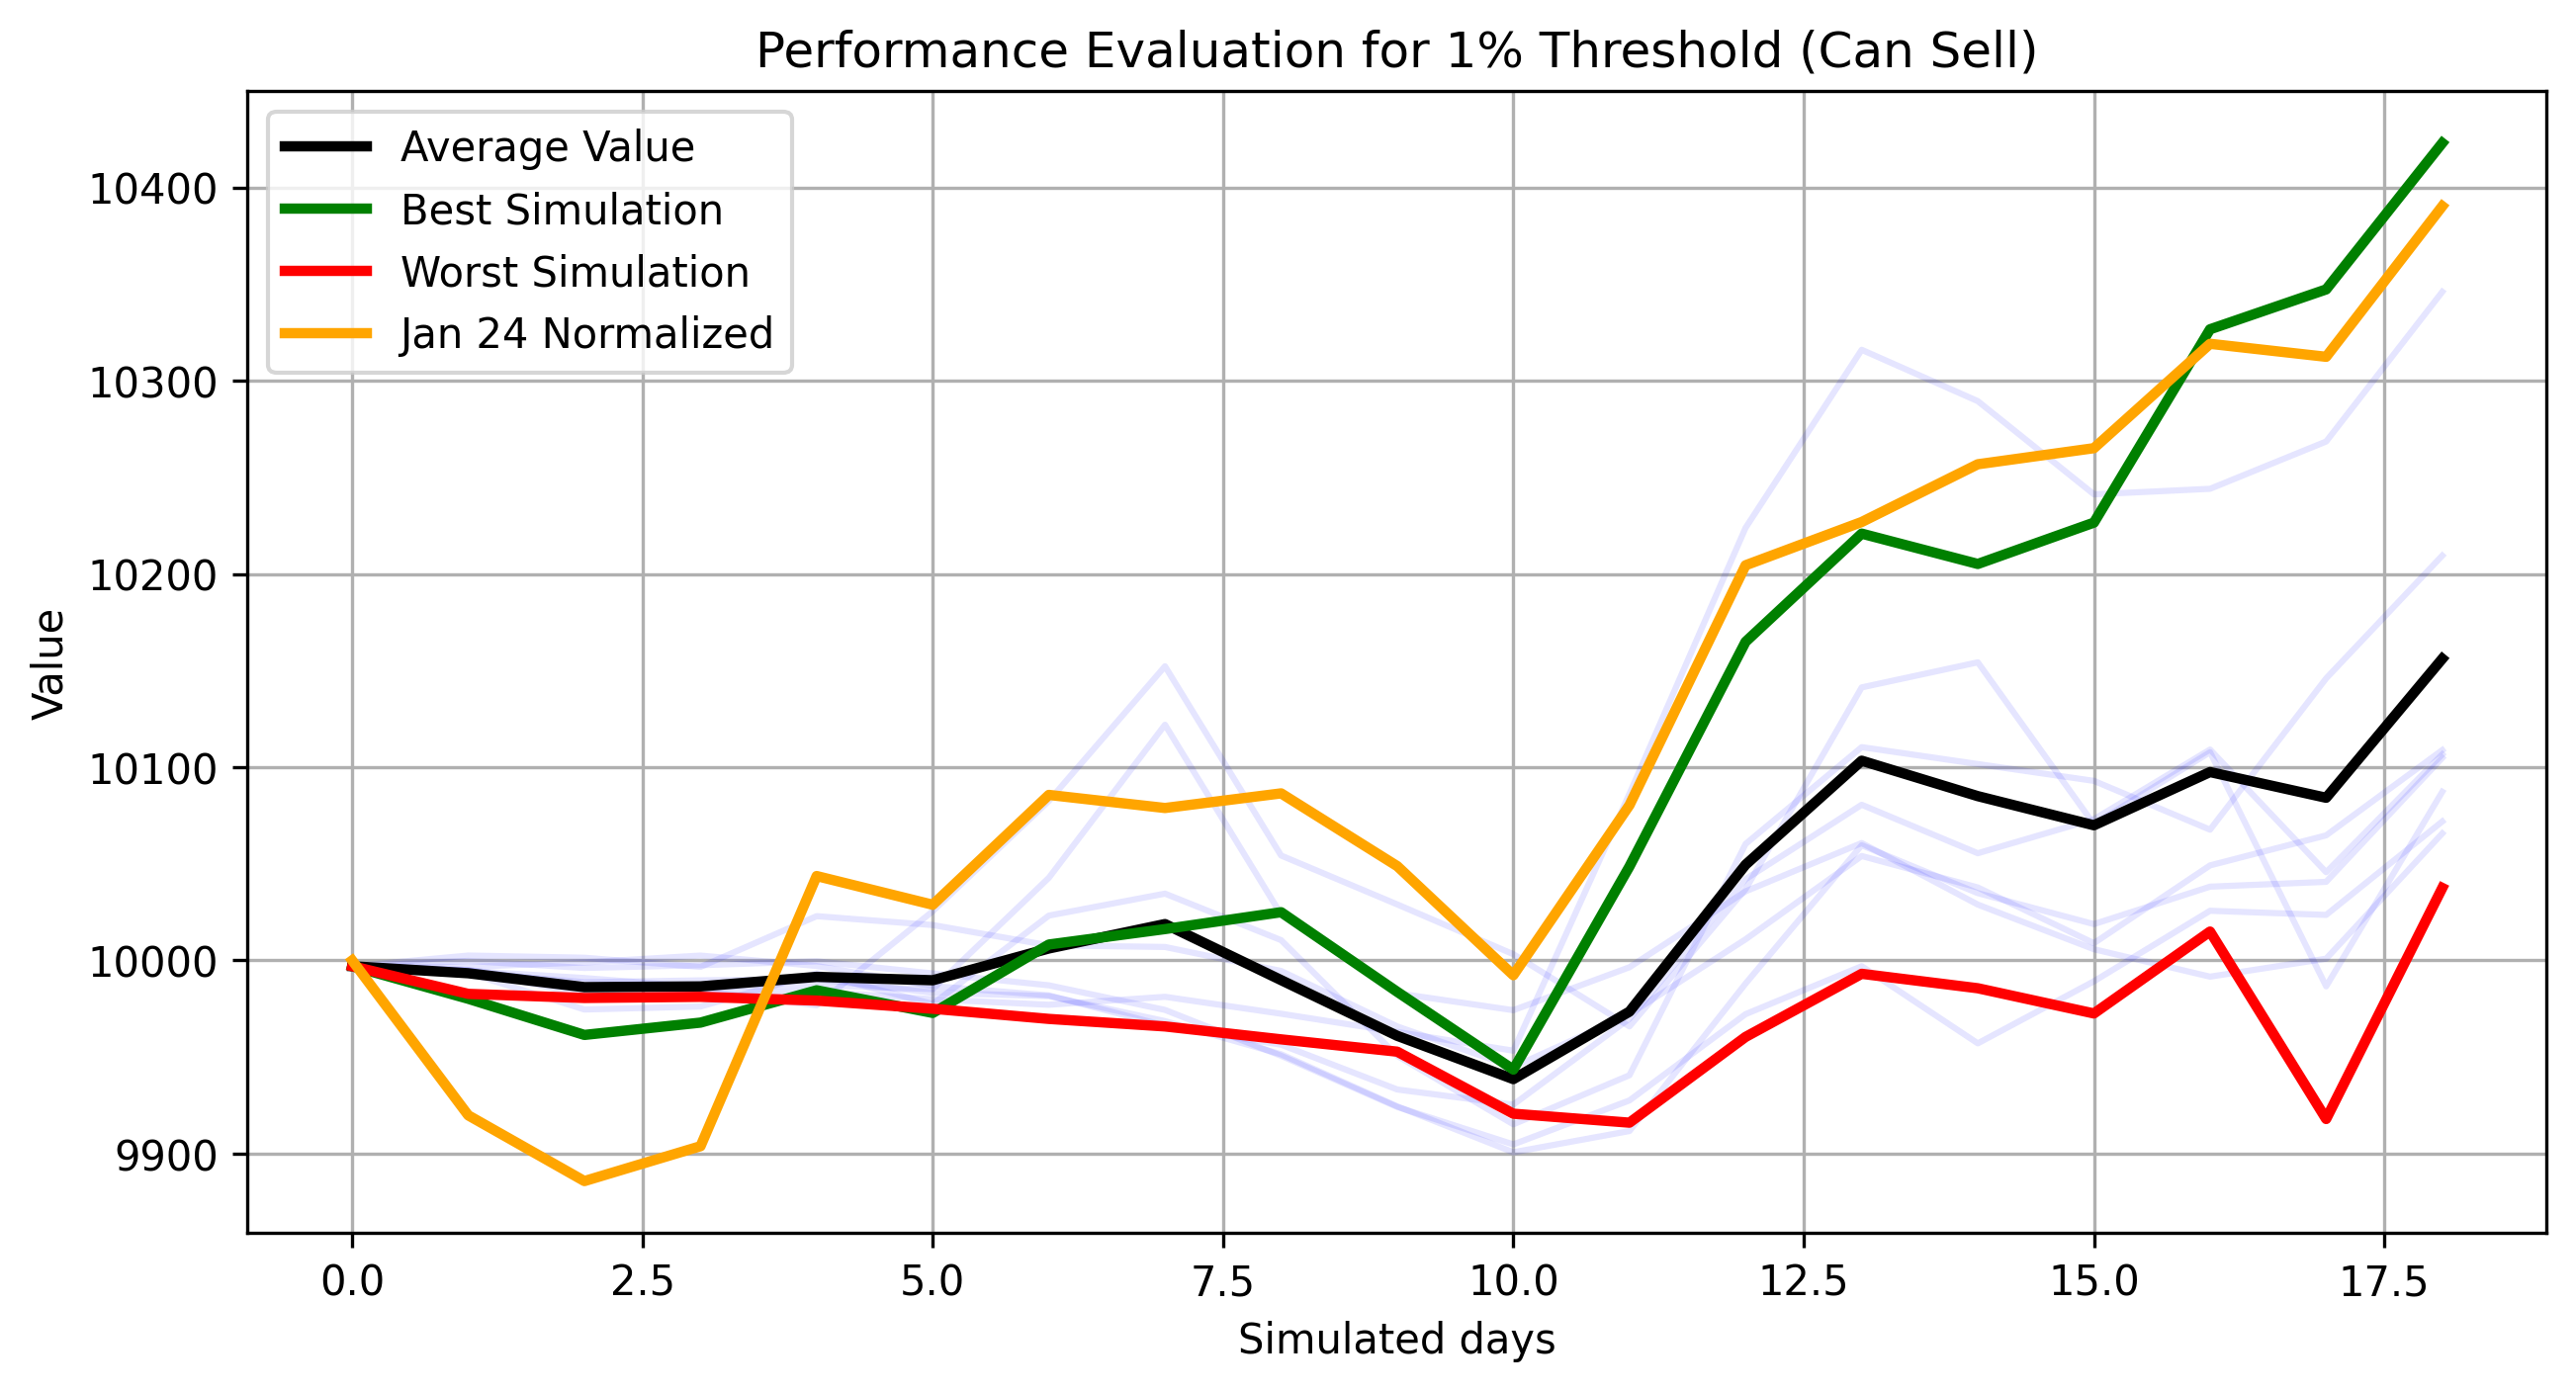 Performance Evaluation for 1% Threshold (Can Sell)
Average Value
Best Simulation
Worst Simulation
Jan 24 Normalized
Value
10400
10300
10200
10100
10000
9900
0.0 2.5 5.0 7.5 10.0 12.5 15.0 17.5
Simulated days